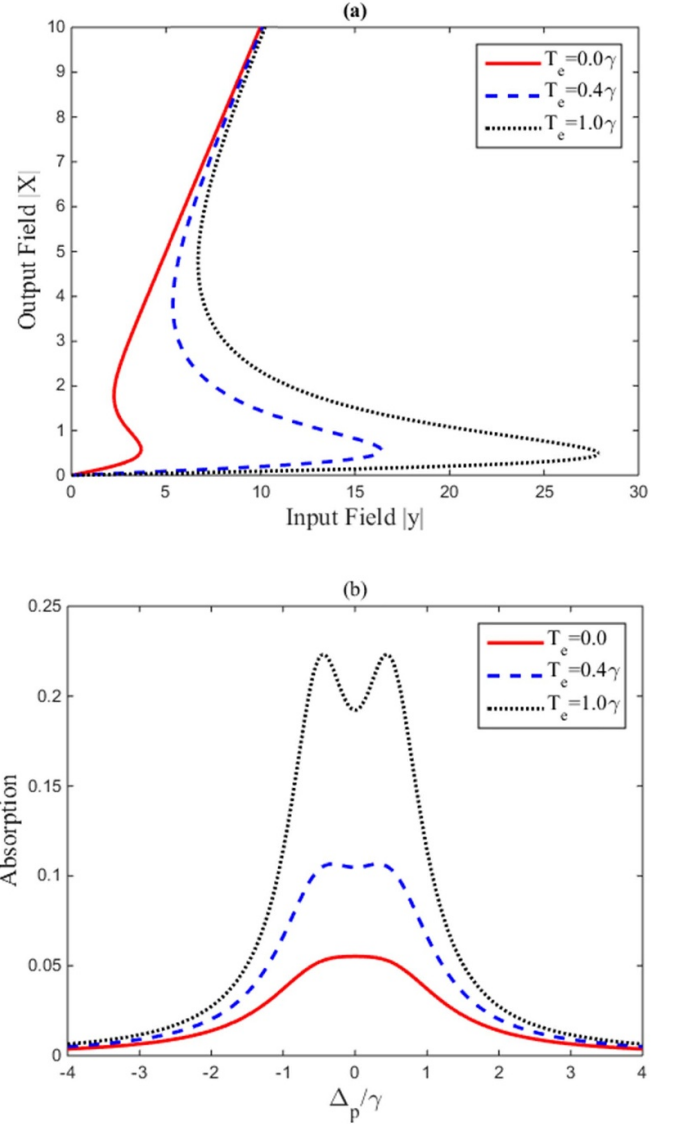 (a)
10
9
8
7
6
5
4
3
2
1
0
Output Field |X|
T_e=0.0γ
T_e=0.4γ
T_e=1.0γ
0 5 10 15 20 25 30
Input Field |y|
(b)
0.25
0.2
0.15
0.1
0.05
0
Absorption
T_e=0.0
T_e=0.4γ
T_e=1.0γ
-4 -3 -2 -1 0 1 2 3 4
Δ_p/γ